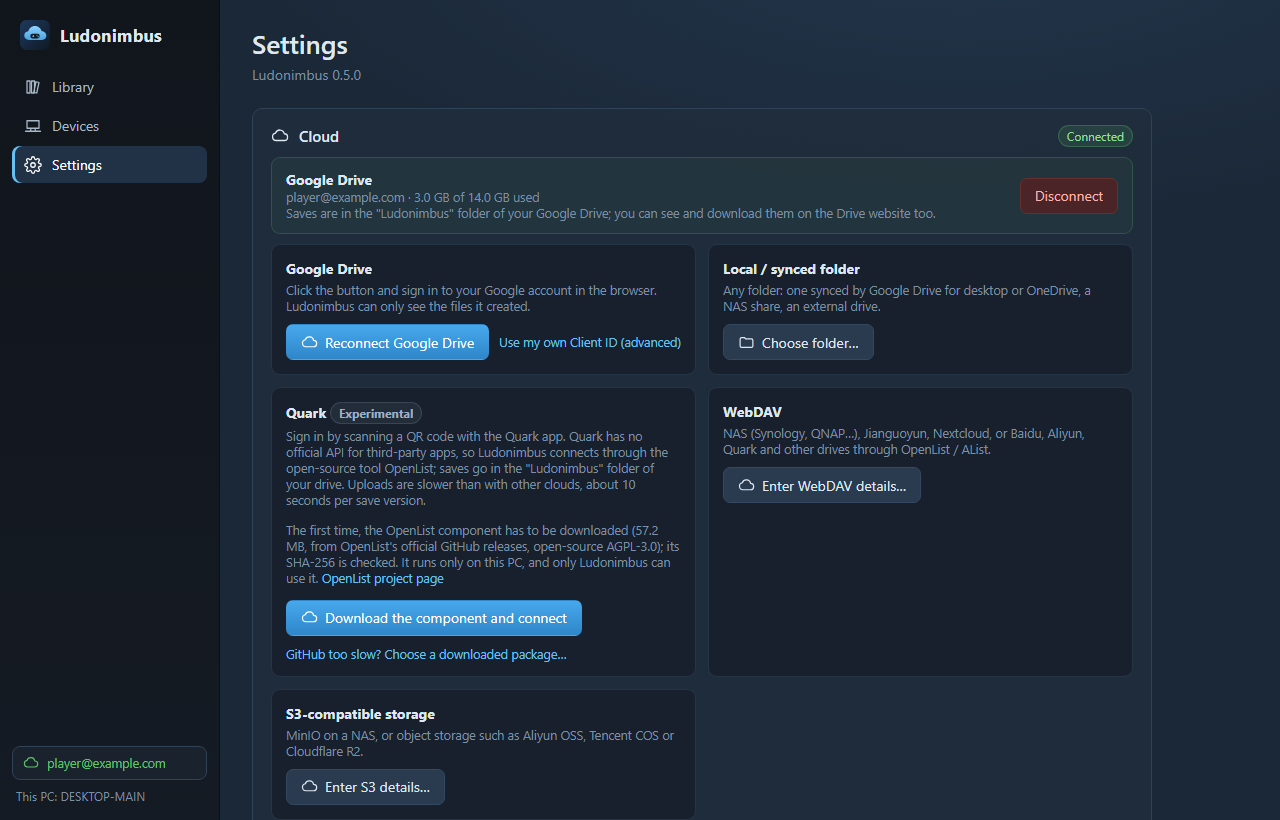 Ludonimbus
Library
Devices
Settings
player@example.com
This PC: DESKTOP-MAIN
Settings
Ludonimbus 0.5.0
Cloud
Connected
Google Drive
player@example.com · 3.0 GB of 14.0 GB used
Saves are in the "Ludonimbus" folder of your Google Drive; you can see and download them on the Drive website too.
Disconnect
Google Drive
Click the button and sign in to your Google account in the browser.
Ludonimbus can only see the files it created.
Reconnect Google Drive
Use my own Client ID (advanced)
Local / synced folder
Any folder: one synced by Google Drive for desktop or OneDrive, a
NAS share, an external drive.
Choose folder...
Quark Experimental
Sign in by scanning a QR code with the Quark app. Quark has no
official API for third-party apps, so Ludonimbus connects through the
open-source tool OpenList; saves go in the "Ludonimbus" folder of
your drive. Uploads are slower than with other clouds, about 10
seconds per save version.
The first time, the OpenList component has to be downloaded (57.2
MB, from OpenList's official GitHub releases, open-source AGPL-3.0); its
SHA-256 is checked. It runs only on this PC, and only Ludonimbus can
use it. OpenList project page
Download the component and connect
GitHub too slow? Choose a downloaded package...
WebDAV
NAS (Synology, QNAP...), Jianguoyun, Nextcloud, or Baidu, Aliyun,
Quark and other drives through OpenList / AList.
Enter WebDAV details...
S3-compatible storage
MinIO on a NAS, or object storage such as Aliyun OSS, Tencent COS or
Cloudflare R2.
Enter S3 details...